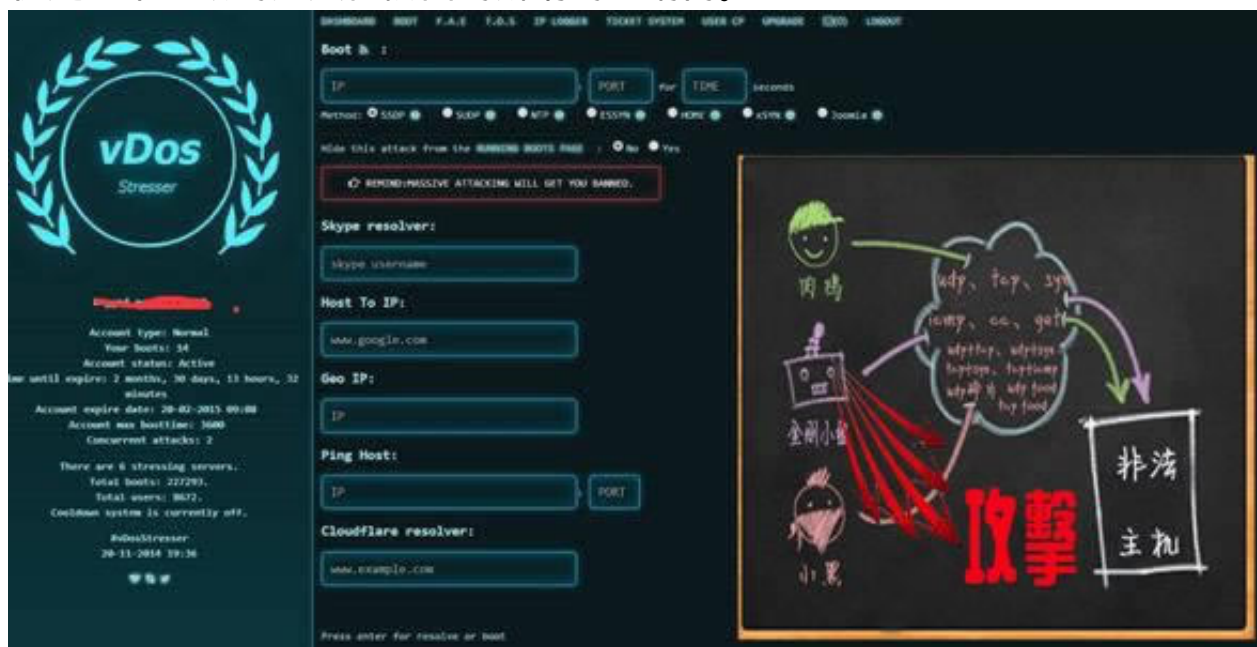 DASHBOARD BOOT F.A.Q T.O.S IP LOGGER TICKET SYSTEM USER CP UPGRADE LOGOUT
vDos
Stresser
Account type: Normal
Your boots: 54
Account status: Active
ime until expire: 2 months, 30 days, 13 hours, 32
minutes
Account expire date: 20-02-2015 09:08
Account max boottime: 3600
Concurrent attacks: 2
There are 6 stressing servers.
Total boots: 227293.
Total users: 8672.
Cooldown system is currently off.
#vDosStresser
20-11-2014 19:36
Boot :
IP : PORT for TIME seconds
Method: SSDP SUDP NTP ESSYN HOME xSYN Joomla
Hide this attack from the RUNNING BOOTS PAGE : No Yes
REMIND:MASSIVE ATTACKING WILL GET YOU BANNED.
Skype resolver:
skype username
Host To IP:
www.google.com
Geo IP:
IP
Ping Host:
IP : PORT
Cloudflare resolver:
www.example.com
Press enter for resolve or boot
肉鸡
udp、tcp、syn
icmp、cc、get
金刚小
小黑
攻擊
非法
主机